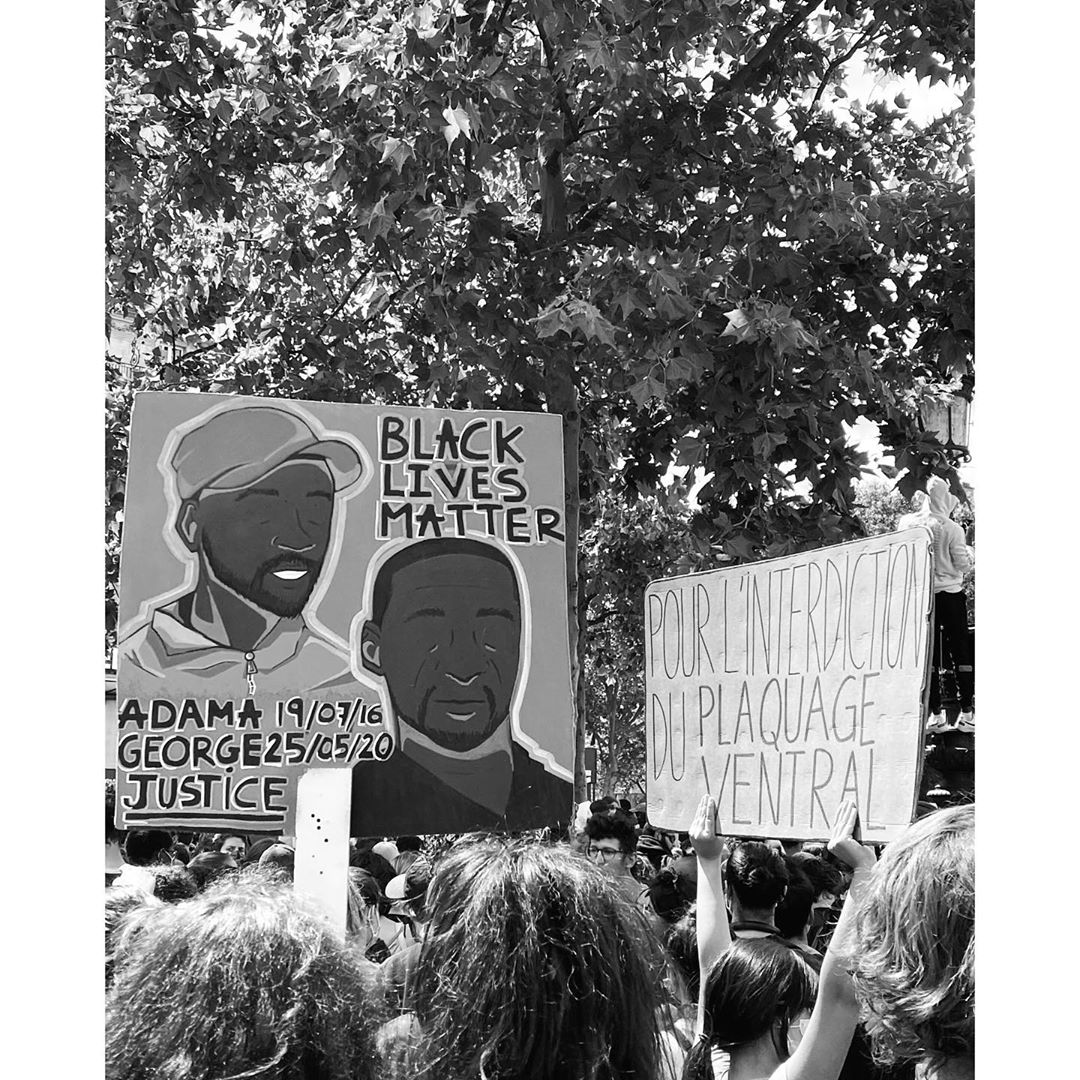 BLACK
LIVES
MATTER
ADAMA 19/07/16
GEORGE 25/05/20
JUSTICE
POUR L'INTERDICTION
DU PLAQUAGE
VENTRAL